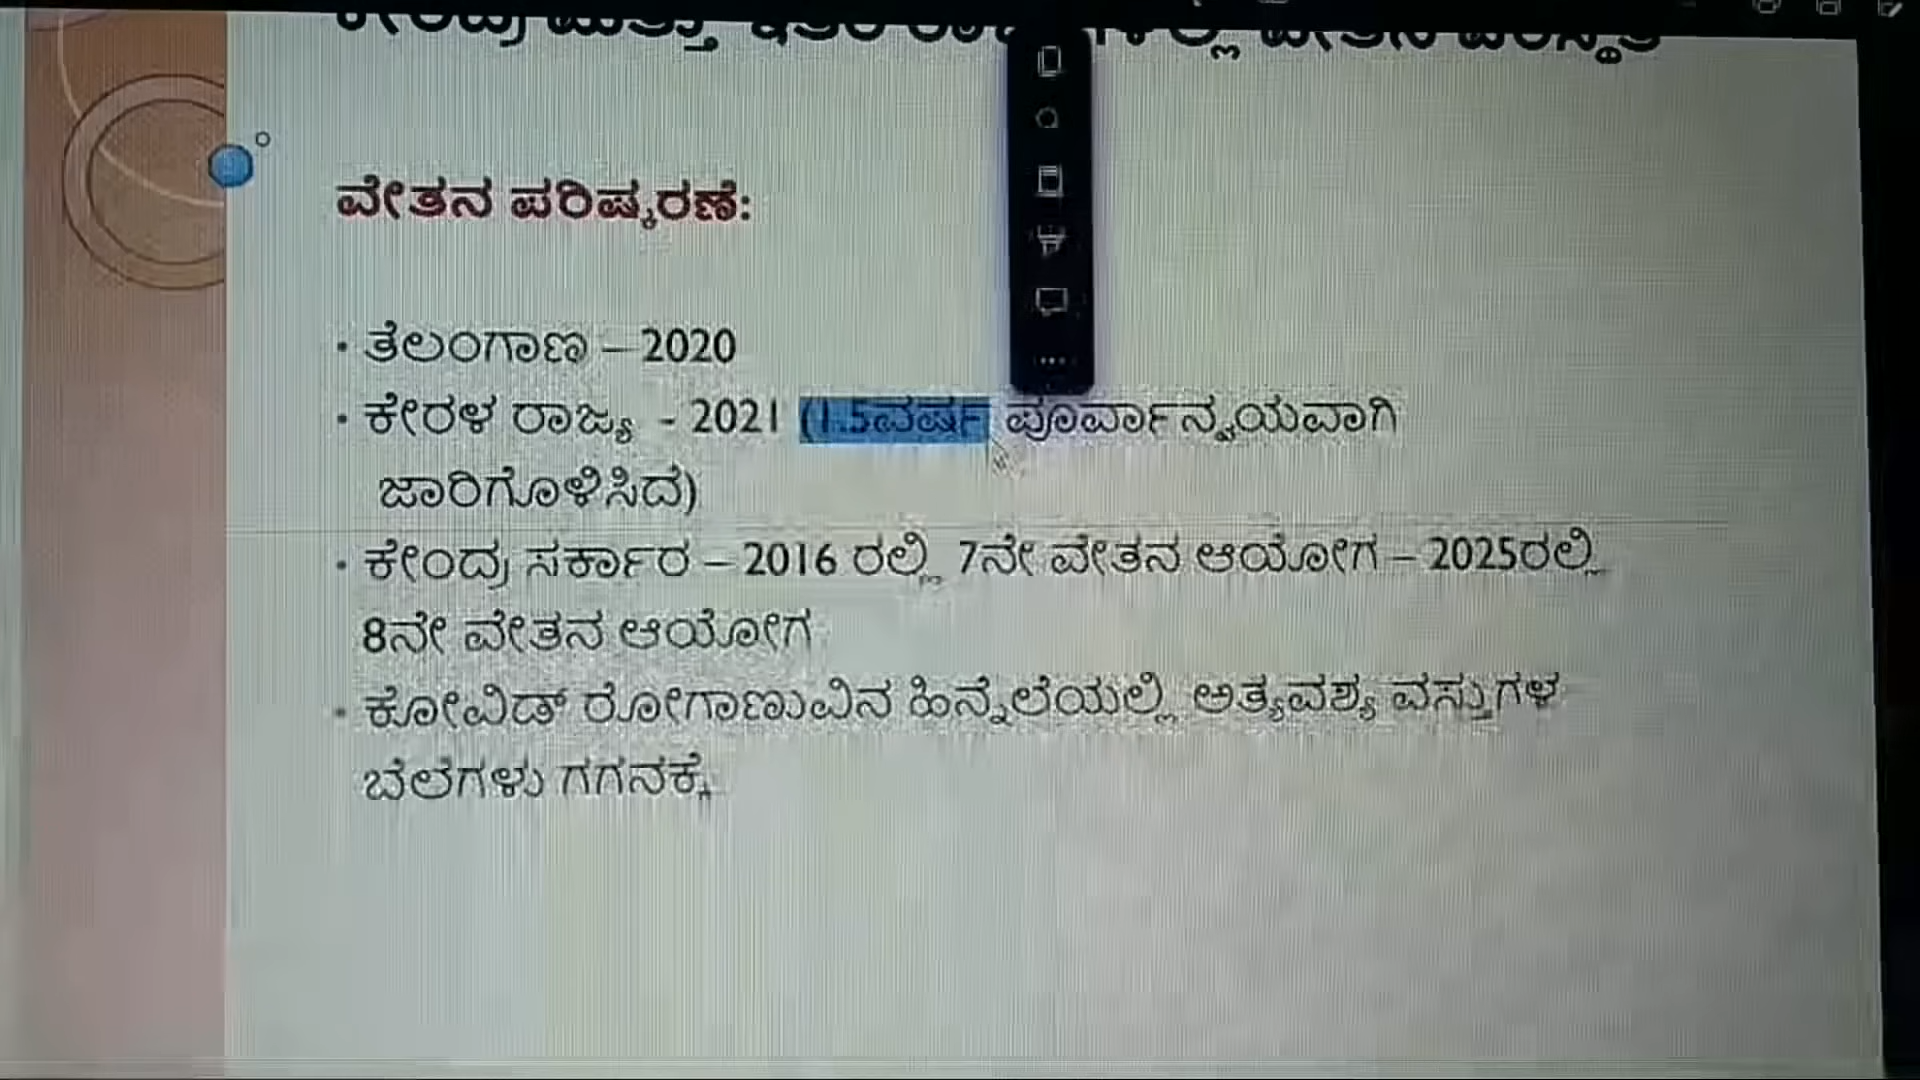 ವೇತನ ಪರಿಷ್ಕರಣೆ:
• ತೆಲಂಗಾಣ – 2020
• ಕೇರಳ ರಾಜ್ಯ - 2021 (1.5ವರ್ಷ ಪೂರ್ವಾನ್ವಯವಾಗಿ
ಜಾರಿಗೊಳಿಸಿದೆ)
• ಕೇಂದ್ರ ಸರ್ಕಾರ – 2016 ರಲ್ಲಿ 7ನೇ ವೇತನ ಆಯೋಗ – 2025ರಲ್ಲಿ
8ನೇ ವೇತನ ಆಯೋಗ
• ಕೋವಿಡ್ ರೋಗಾಣುವಿನ ಹಿನ್ನೆಲೆಯಲ್ಲಿ ಅತ್ಯವಶ್ಯ ವಸ್ತುಗಳ
ಬೆಲೆಗಳು ಗಗನಕ್ಕೆ